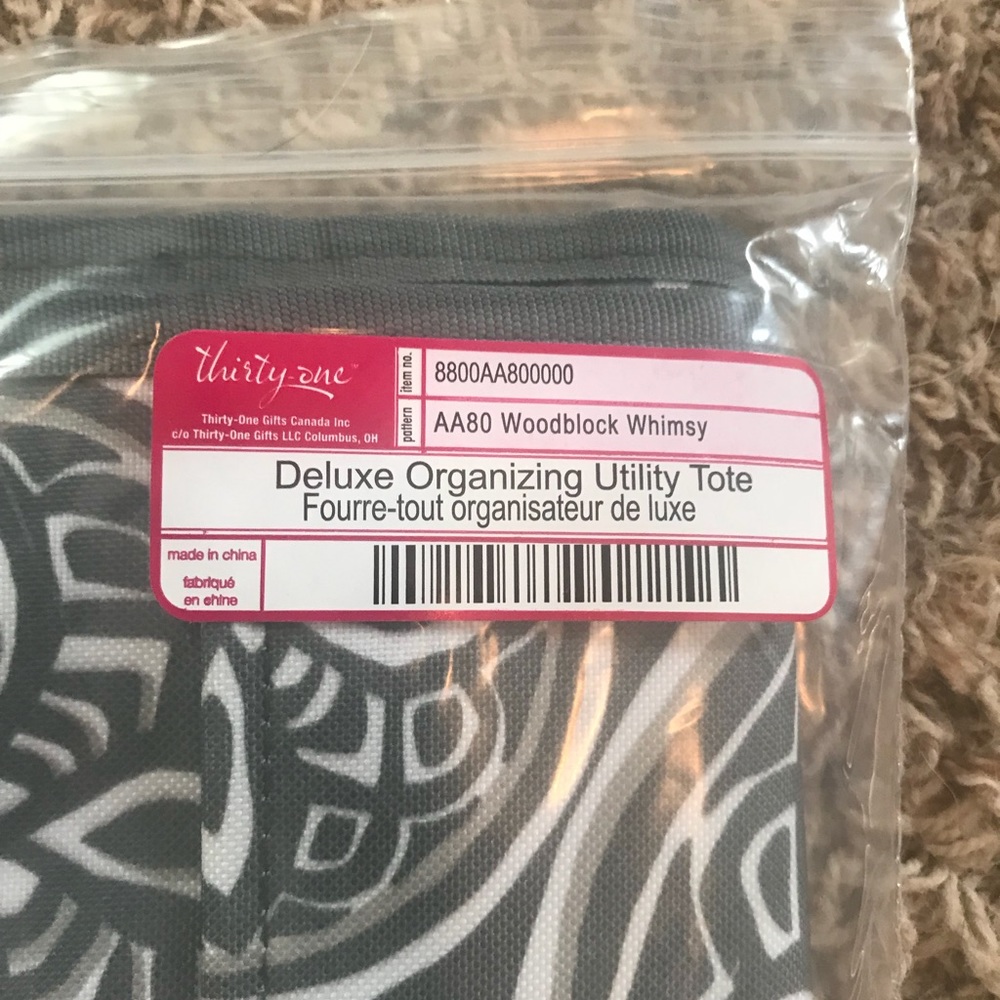 thirty-one™
Thirty-One Gifts Canada Inc
c/o Thirty-One Gifts LLC Columbus, OH
item no.
8800AA800000
pattern
AA80 Woodblock Whimsy
Deluxe Organizing Utility Tote
Fourre-tout organisateur de luxe
made in china
fabriqué
en chine